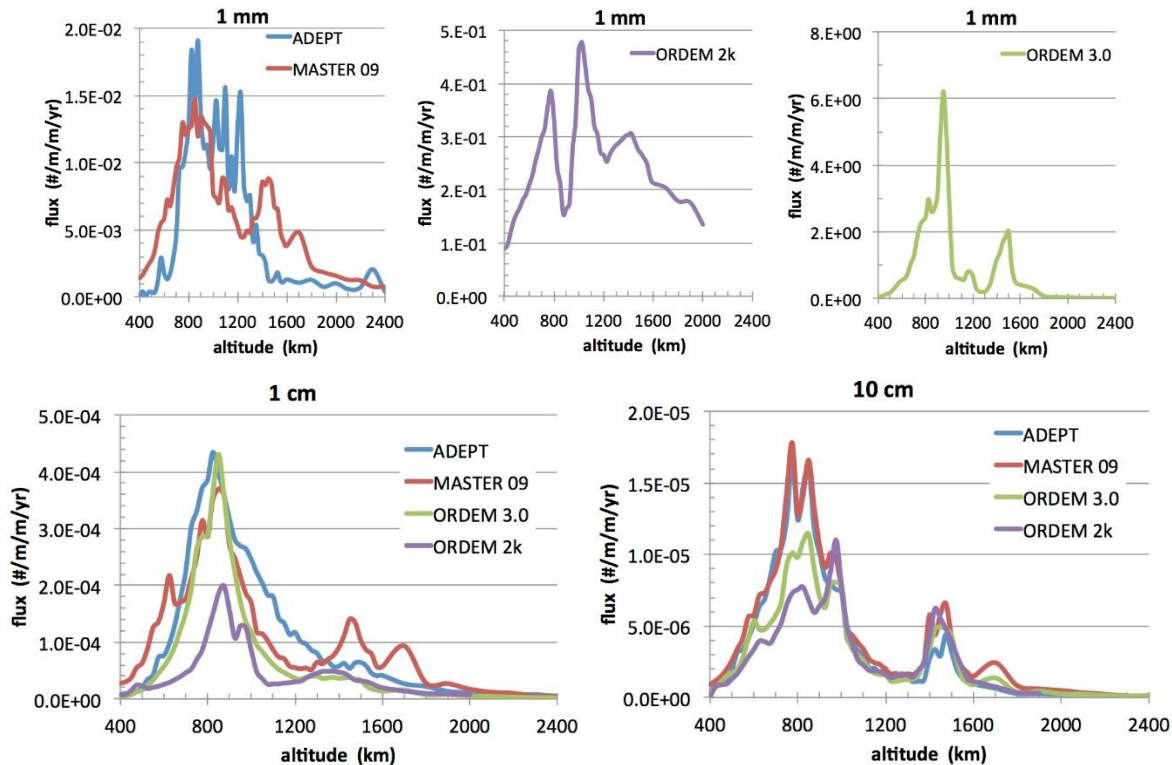 1 mm
ADEPT
MASTER 09
flux (#/m/m/yr)
2.0E-02
1.5E-02
1.0E-02
5.0E-03
0.0E+00
400 800 1200 1600 2000 2400
altitude (km)
1 mm
ORDEM 2k
flux (#/m/m/yr)
5.E-01
4.E-01
3.E-01
2.E-01
1.E-01
0.E+00
400 800 1200 1600 2000 2400
altitude (km)
1 mm
ORDEM 3.0
flux (#/m/m/yr)
8.E+00
6.E+00
4.E+00
2.E+00
0.E+00
400 800 1200 1600 2000 2400
altitude (km)
1 cm
ADEPT
MASTER 09
ORDEM 3.0
ORDEM 2k
flux (#/m/m/yr)
5.0E-04
4.0E-04
3.0E-04
2.0E-04
1.0E-04
0.0E+00
400 800 1200 1600 2000 2400
altitude (km)
10 cm
ADEPT
MASTER 09
ORDEM 3.0
ORDEM 2k
flux (#/m/m/yr)
2.0E-05
1.5E-05
1.0E-05
5.0E-06
0.0E+00
400 800 1200 1600 2000 2400
altitude (km)